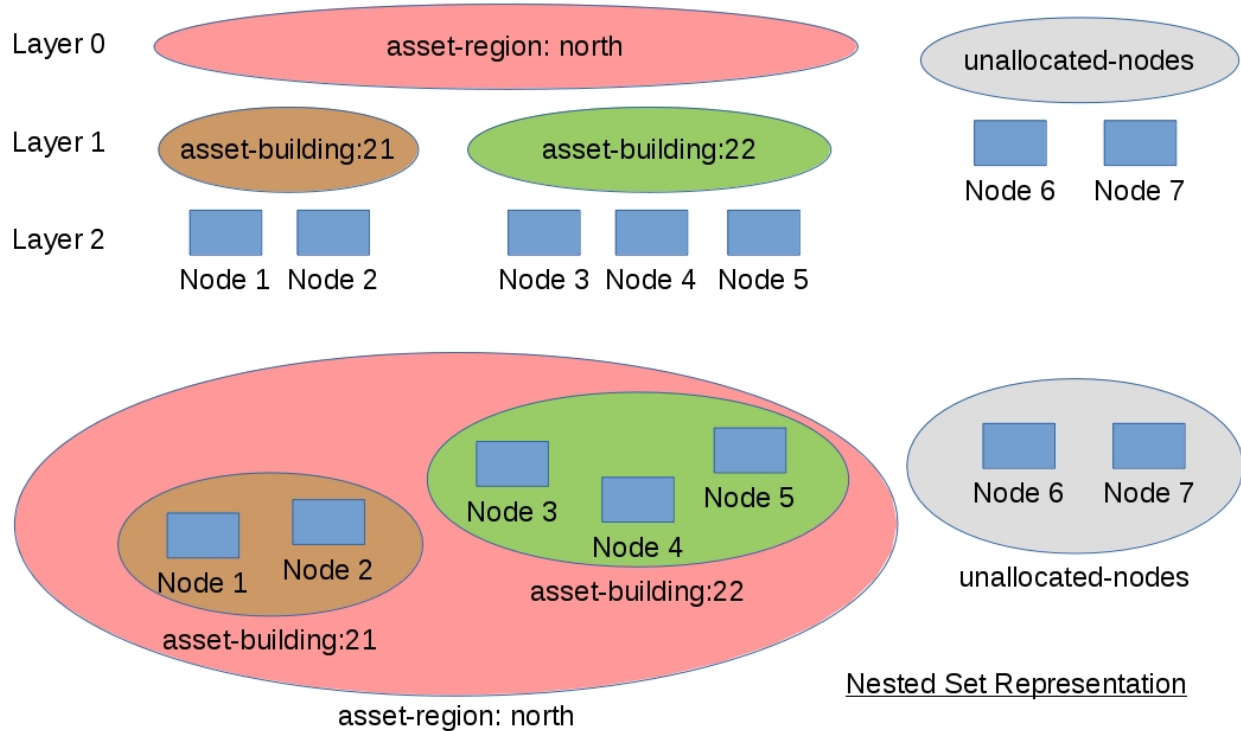 Layer 0
asset-region: north
unallocated-nodes
Layer 1
asset-building:21
asset-building:22
Node 6
Node 7
Layer 2
Node 1
Node 2
Node 3
Node 4
Node 5
Node 3
Node 5
Node 6
Node 7
Node 4
Node 1
Node 2
asset-building:22
unallocated-nodes
asset-building:21
Nested Set Representation
asset-region: north